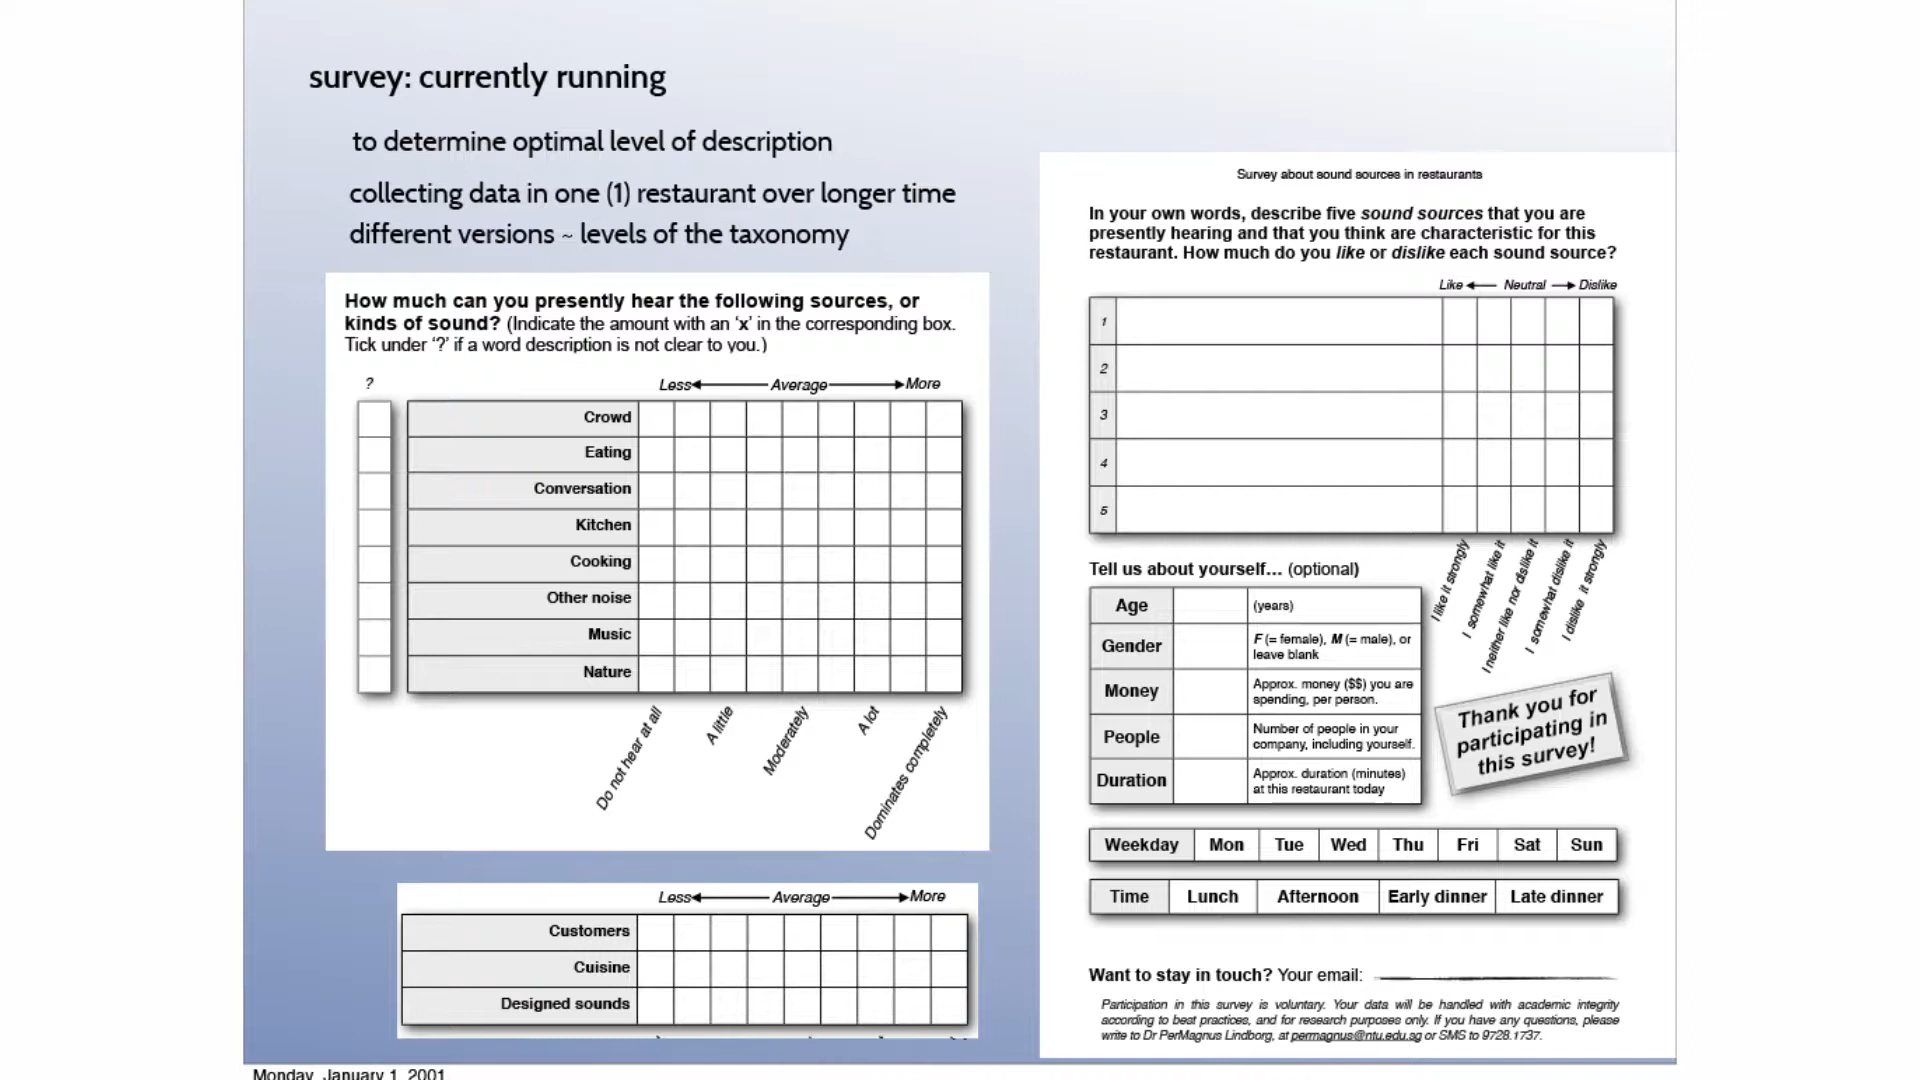 survey: currently running
to determine optimal level of description
collecting data in one (1) restaurant over longer time
different versions ~ levels of the taxonomy
How much can you presently hear the following sources, or
kinds of sound? (Indicate the amount with an ‘x’ in the corresponding box.
Tick under ‘?’ if a word description is not clear to you.)
?
Less Average More
Crowd
Eating
Conversation
Kitchen
Cooking
Other noise
Music
Nature
Do not hear at all
A little
Moderately
A lot
Dominates completely
Less Average More
Customers
Cuisine
Designed sounds
Survey about sound sources in restaurants
In your own words, describe five sound sources that you are
presently hearing and that you think are characteristic for this
restaurant. How much do you like or dislike each sound source?
Like Neutral Dislike
1
2
3
4
5
I like it strongly
I somewhat like it
I neither like nor dislike it
I somewhat dislike it
I dislike it strongly
Tell us about yourself… (optional)
Age (years)
Gender F (= female), M (= male), or
leave blank
Money Approx. money ($$) you are
spending, per person.
People Number of people in your
company, including yourself.
Duration Approx. duration (minutes)
at this restaurant today
Thank you for
participating in
this survey!
Weekday Mon Tue Wed Thu Fri Sat Sun
Time Lunch Afternoon Early dinner Late dinner
Want to stay in touch? Your email:
Participation in this survey is voluntary. Your data will be handled with academic integrity
according to best practices, and for research purposes only. If you have any questions, please
write to Dr PerMagnus Lindborg, at permagnus@ntu.edu.sg or SMS to 9728.1737.
Monday, January 1, 2001